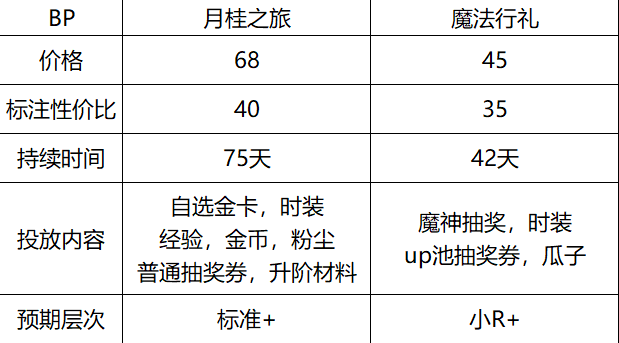 BP 月桂之旅 魔法行礼
价格 68 45
标注性价比 40 35
持续时间 75天 42天
投放内容 自选金卡，时装
经验，金币，粉尘
普通抽奖券，升阶材料 魔神抽奖，时装
up池抽奖券，瓜子
预期层次 标准+ 小R+